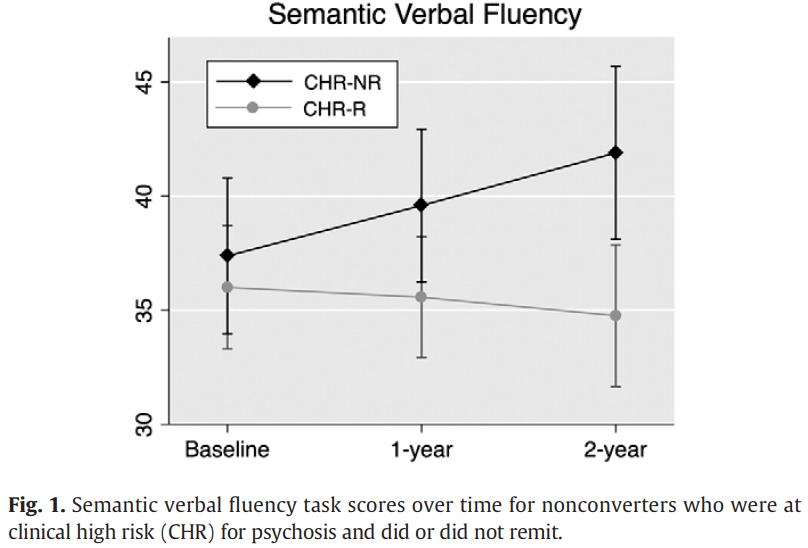 Semantic Verbal Fluency
45
CHR-NR
CHR-R
40
35
30
Baseline 1-year 2-year
Fig. 1. Semantic verbal fluency task scores over time for nonconverters who were at
clinical high risk (CHR) for psychosis and did or did not remit.